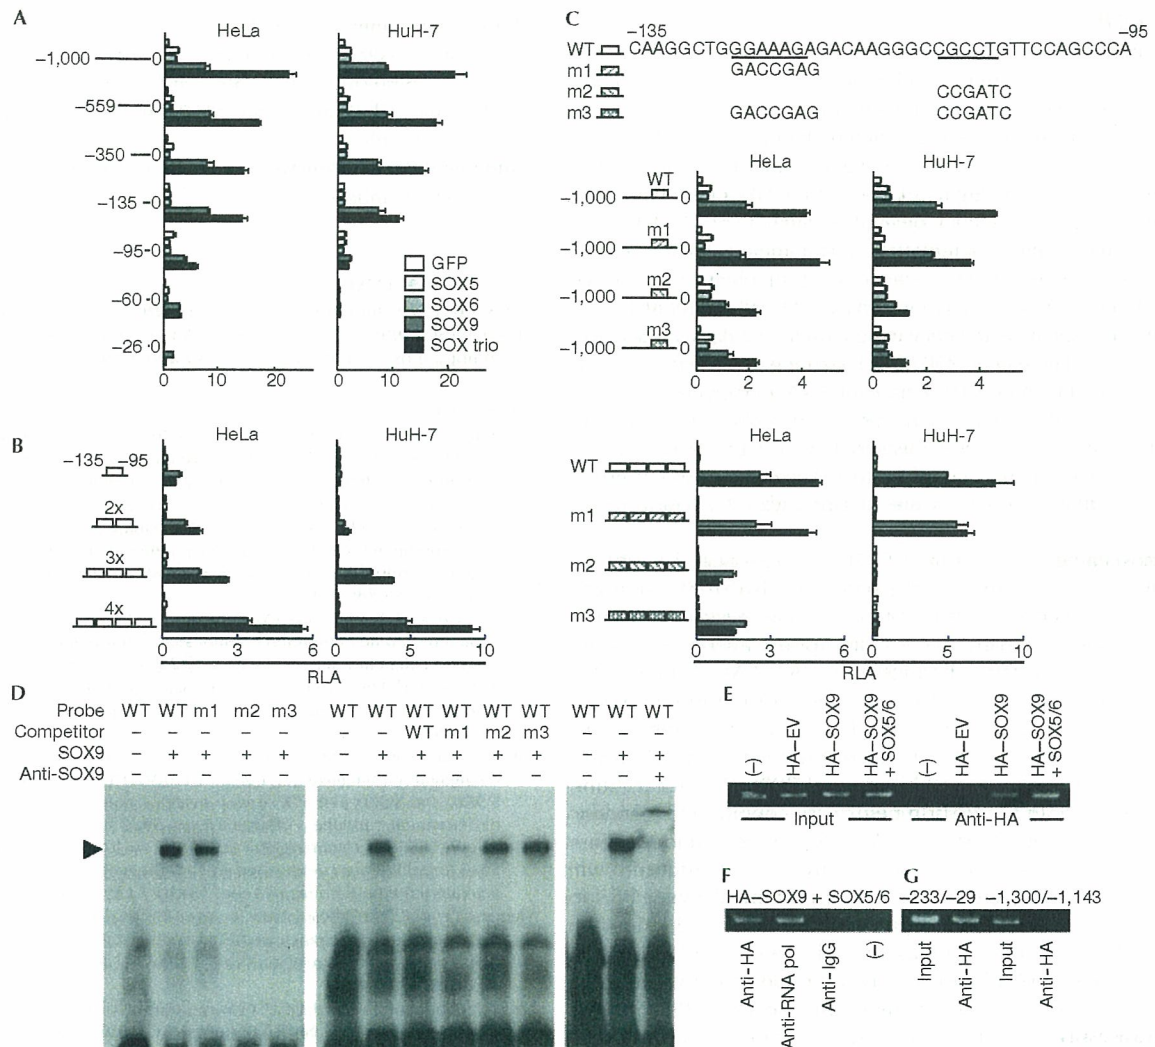 A
HeLa
HuH-7
–1,000 0
–559 0
–350 0
–135 0
–95 0
–60 0
–26 0
GFP
SOX5
SOX6
SOX9
SOX trio
0 10 20
0 10 20
B
HeLa
HuH-7
–135 –95
2x
3x
4x
0 3 6
0 5 10
RLA
C
–135 –95
WT CAAGGCTGGGAAAGAGACAAGGGCCGCCTGTTCCAGCCCA
m1 GACCGAG
m2 CCGATC
m3 GACCGAG CCGATC
HeLa
HuH-7
WT
–1,000 0
m1
–1,000 0
m2
–1,000 0
m3
–1,000 0
0 2 4
0 2 4
HeLa
HuH-7
WT
m1
m2
m3
0 3 6
0 5 10
RLA
D
Probe WT WT m1 m2 m3 WT WT WT WT WT WT WT WT WT
Competitor – – – – – – – WT m1 m2 m3 – – –
SOX9 – + + + + – + + + + + – + +
Anti-SOX9 – – – – – – – – – – – – – +
E
(–)
HA–EV
HA–SOX9
HA–SOX9 + SOX5/6
(–)
HA–EV
HA–SOX9
HA–SOX9 + SOX5/6
Input
Anti-HA
F
HA–SOX9 + SOX5/6
Anti-HA
Anti-RNA pol
Anti-IgG
(–)
G
–233/–29 –1,300/–1,143
Input
Anti-HA
Input
Anti-HA